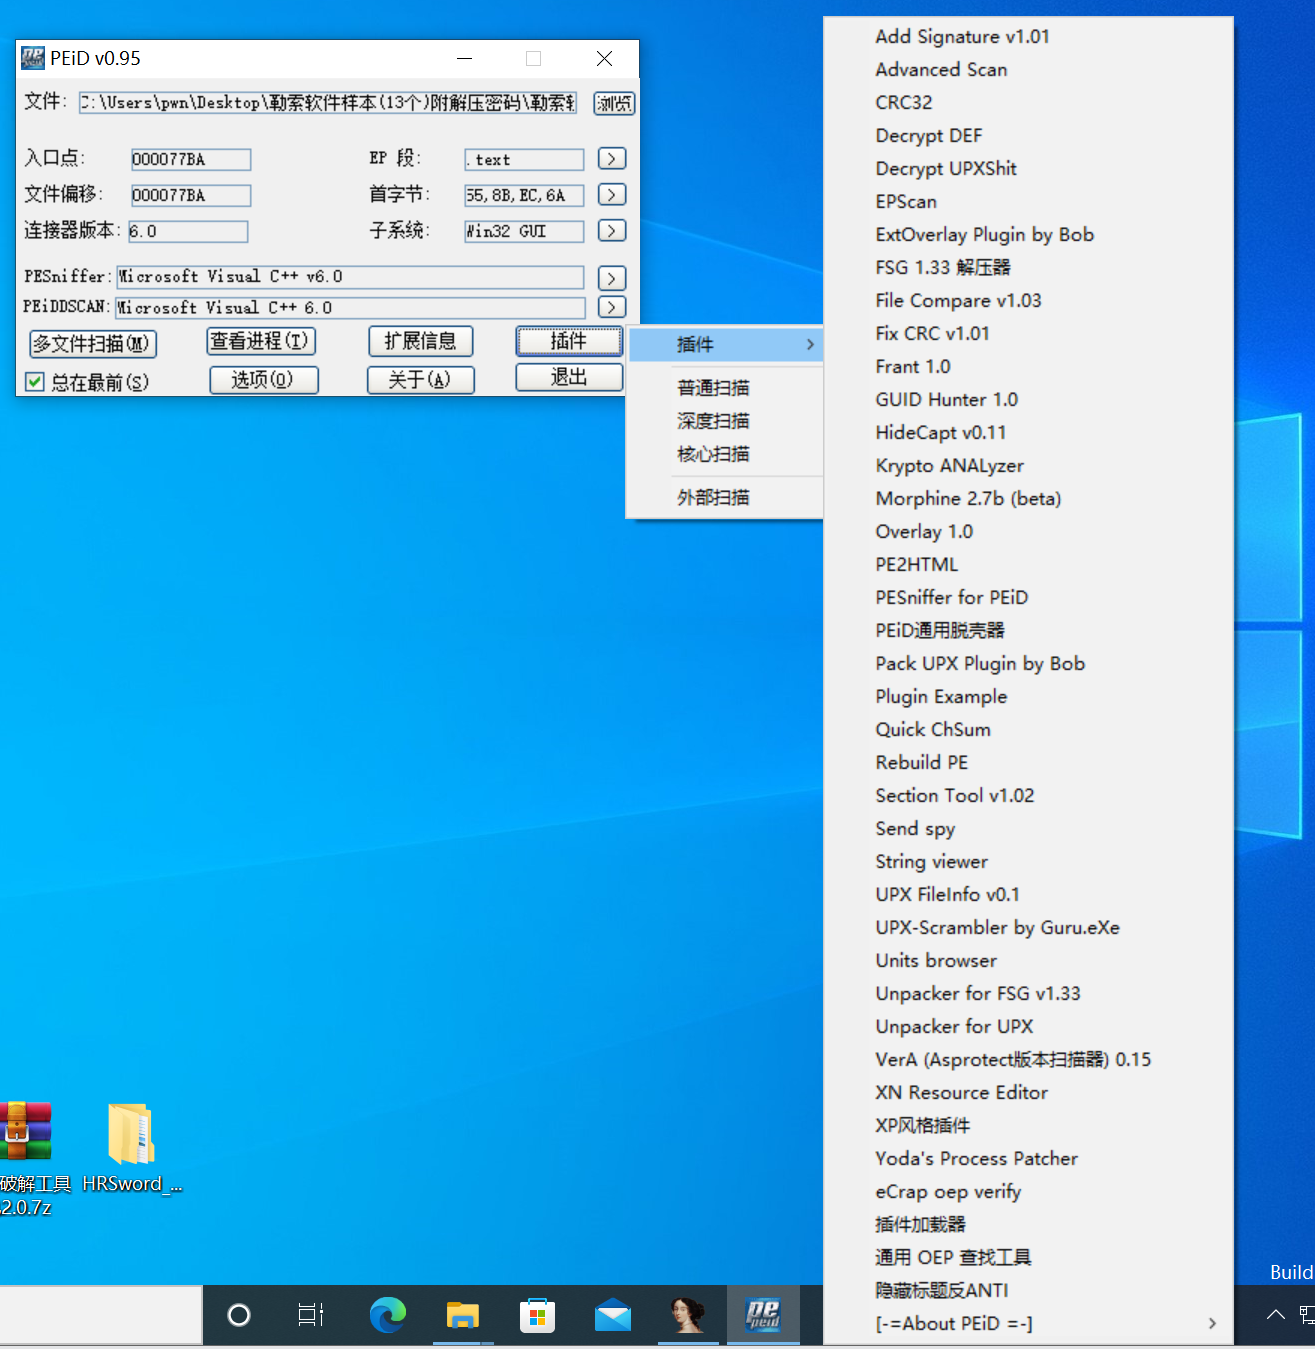 PEiD v0.95
文件:
C:\Users\pwn\Desktop\勒索软件样本(13个)附解压密码\勒索
浏览
入口点:
000077BA
EP 段:
.text
>
文件偏移:
000077BA
首字节:
55,8B,EC,6A
>
连接器版本:
6.0
子系统:
Win32 GUI
>
PESniffer:
Microsoft Visual C++ v6.0
>
PEiDDSCAN:
Microsoft Visual C++ 6.0
>
多文件扫描(M)
查看进程(T)
扩展信息
插件
总在最前(S)
选项(O)
关于(A)
退出
插件
普通扫描
深度扫描
核心扫描
外部扫描
Add Signature v1.01
Advanced Scan
CRC32
Decrypt DEF
Decrypt UPXShit
EPScan
ExtOverlay Plugin by Bob
FSG 1.33 解压器
File Compare v1.03
Fix CRC v1.01
Frant 1.0
GUID Hunter 1.0
HideCapt v0.11
Krypto ANALyzer
Morphine 2.7b (beta)
Overlay 1.0
PE2HTML
PESniffer for PEiD
PEiD通用脱壳器
Pack UPX Plugin by Bob
Plugin Example
Quick ChSum
Rebuild PE
Section Tool v1.02
Send spy
String viewer
UPX FileInfo v0.1
UPX-Scrambler by Guru.eXe
Units browser
Unpacker for FSG v1.33
Unpacker for UPX
VerA (Asprotect版本扫描器) 0.15
XN Resource Editor
XP风格插件
Yoda's Process Patcher
eCrap oep verify
插件加载器
通用 OEP 查找工具
隐藏标题反ANTI
[-=About PEiD =-]
破解工具
2.0.7z
HRSword_...
Build